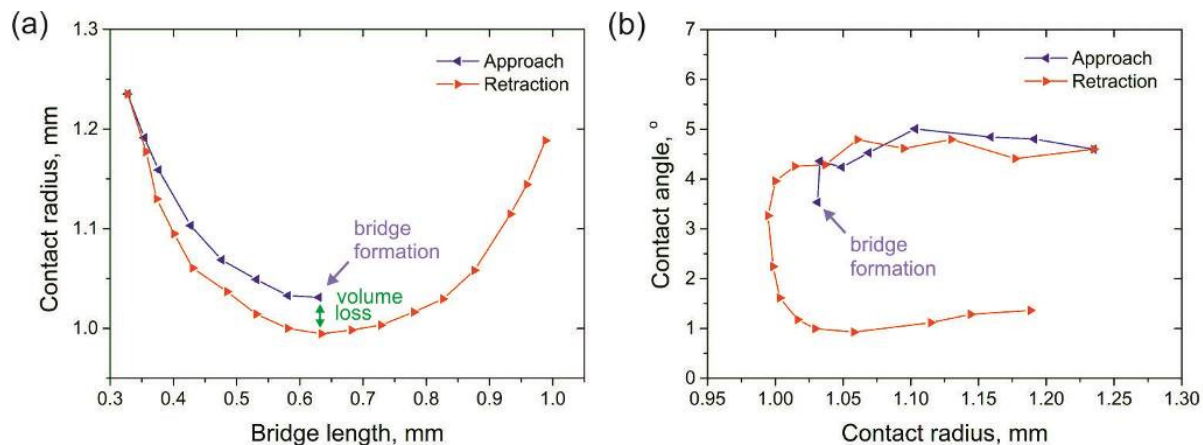 (a)
1.3
1.2
1.1
1.0
Contact radius, mm
Approach
Retraction
bridge
formation
volume
loss
0.3 0.4 0.5 0.6 0.7 0.8 0.9 1.0
Bridge length, mm
(b)
7
6
5
4
3
2
1
0
Contact angle, °
Approach
Retraction
bridge
formation
0.95 1.00 1.05 1.10 1.15 1.20 1.25 1.30
Contact radius, mm